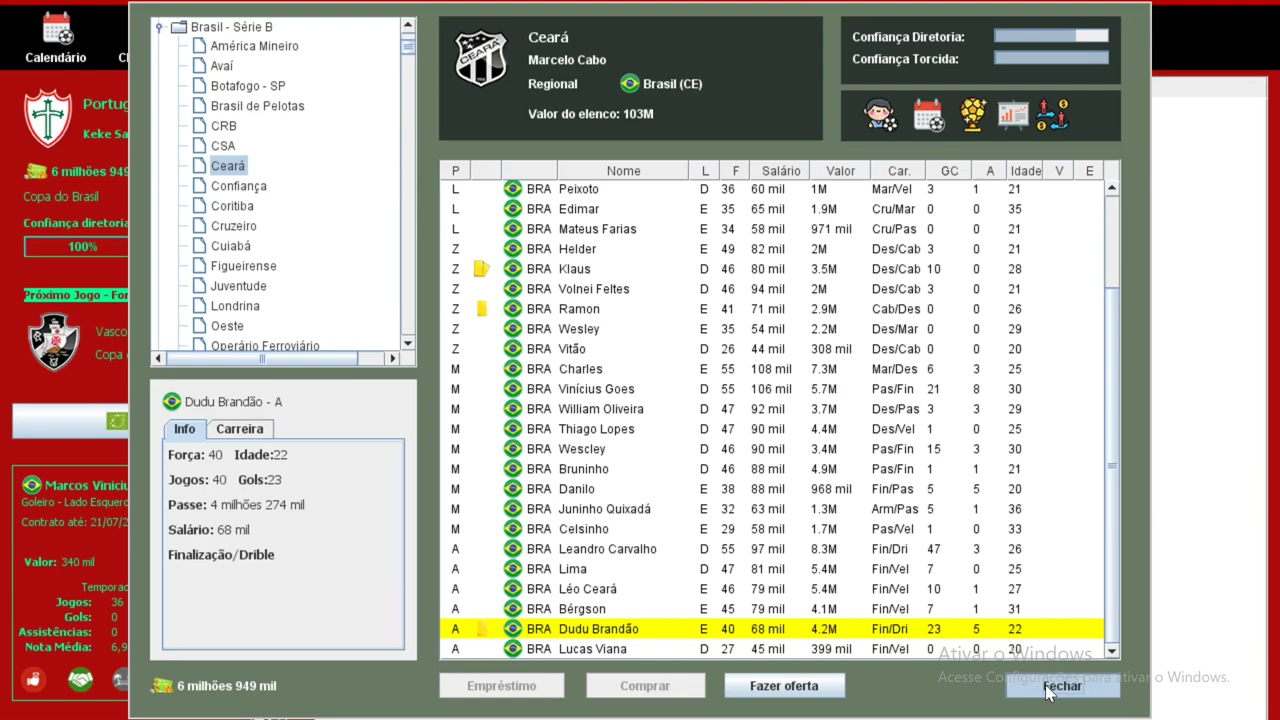 Calendário
Portug
Keke Sa
6 milhões 949
Copa do Brasil
Confiança diretoria
100%
Próximo Jogo - For
Vasco
Copa
Marcos Viniciu
Goleiro - Lado Esquero
Contrato até: 21/07/2
Valor: 340 mil
Temporac
Jogos: 36
Gols: 0
Assistências: 0
Nota Média: 6,9
Brasil - Série B
América Mineiro
Avaí
Botafogo - SP
Brasil de Pelotas
CRB
CSA
Ceará
Confiança
Coritiba
Cruzeiro
Cuiabá
Figueirense
Juventude
Londrina
Oeste
Operário Ferroviário
Dudu Brandão - A
Info Carreira
Força: 40 Idade:22
Jogos: 40 Gols:23
Passe: 4 milhões 274 mil
Salário: 68 mil
Finalização/Drible
6 milhões 949 mil
CEARÁ
Ceará
Marcelo Cabo
Regional Brasil (CE)
Valor do elenco: 103M
Confiança Diretoria:
Confiança Torcida:
P Nome L F Salário Valor Car. GC A Idade V E
L BRA Peixoto D 36 60 mil 1M Mar/Vel 3 1 21
L BRA Edimar E 35 65 mil 1.9M Cru/Mar 0 0 35
L BRA Mateus Farias E 34 58 mil 971 mil Cru/Pas 0 0 21
Z BRA Helder E 49 82 mil 2M Des/Cab 3 0 21
Z BRA Klaus D 46 80 mil 3.5M Des/Cab 10 0 28
Z BRA Volnei Feltes D 46 94 mil 2M Des/Cab 3 0 21
Z BRA Ramon E 41 71 mil 2.9M Cab/Des 0 0 26
Z BRA Wesley E 35 54 mil 2.2M Des/Mar 0 0 29
Z BRA Vitão D 26 44 mil 308 mil Des/Cab 0 0 20
M BRA Charles E 55 108 mil 7.3M Mar/Des 6 3 25
M BRA Vinícius Goes D 55 106 mil 5.7M Pas/Fin 21 8 30
M BRA William Oliveira D 47 92 mil 3.7M Des/Pas 3 3 29
M BRA Thiago Lopes D 47 90 mil 4.4M Des/Vel 1 0 25
M BRA Wescley E 46 90 mil 3.4M Pas/Fin 15 3 30
M BRA Bruninho D 46 88 mil 4.9M Pas/Fin 1 1 21
M BRA Danilo E 38 88 mil 968 mil Fin/Pas 5 5 20
M BRA Juninho Quixadá E 32 63 mil 1.3M Arm/Pas 5 1 36
M BRA Celsinho E 29 58 mil 1.7M Pas/Vel 1 0 33
A BRA Leandro Carvalho D 55 97 mil 8.3M Fin/Dri 47 3 26
A BRA Lima D 47 81 mil 5.4M Fin/Vel 7 0 25
A BRA Léo Ceará E 46 79 mil 5.4M Fin/Vel 10 1 27
A BRA Bérgson E 45 79 mil 4.1M Fin/Vel 7 1 31
A BRA Dudu Brandão E 40 68 mil 4.2M Fin/Dri 23 5 22
A BRA Lucas Viana D 27 45 mil 399 mil Fin/Vel 0 0 20
Ativar o Windows
Acesse Configurações para ativar o Windows.
Empréstimo Comprar Fazer oferta Fechar